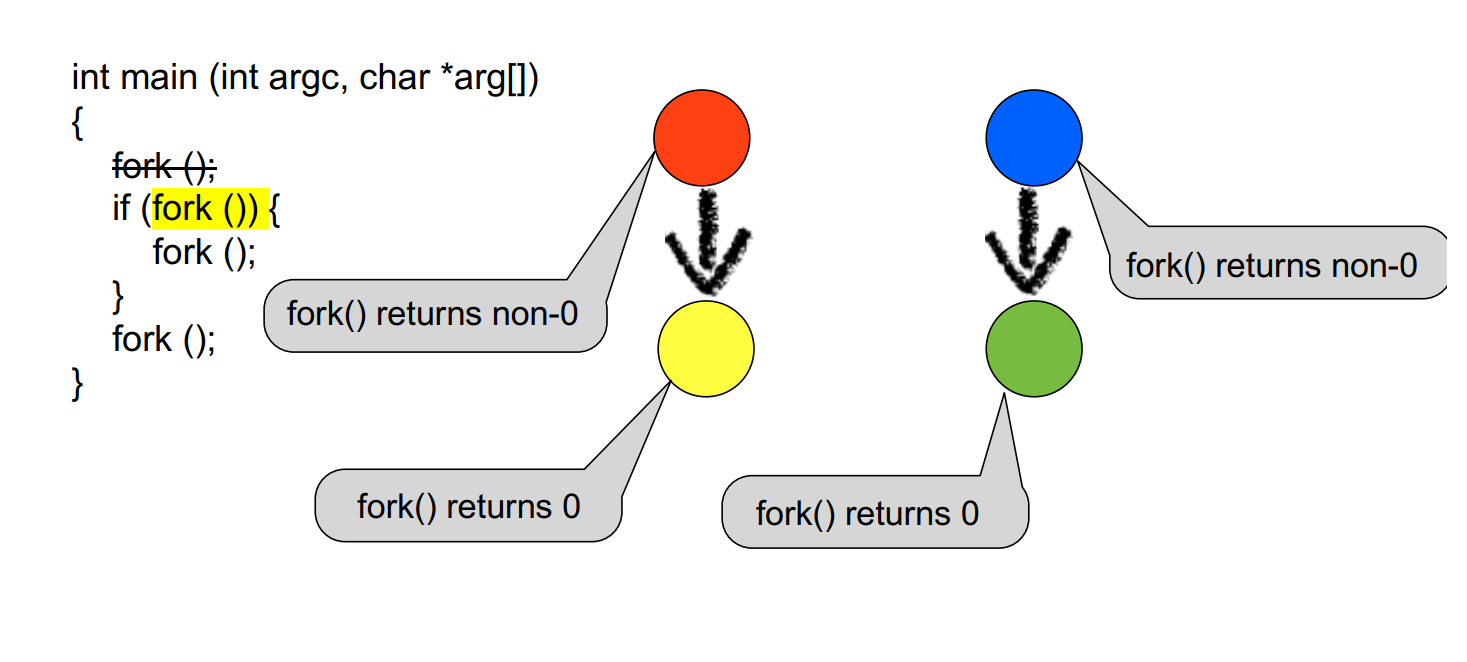 int main (int argc, char *arg[])
{
fork ();
if (fork ()) {
fork ();
}
fork ();
}
fork() returns non-0
fork() returns non-0
fork() returns 0
fork() returns 0